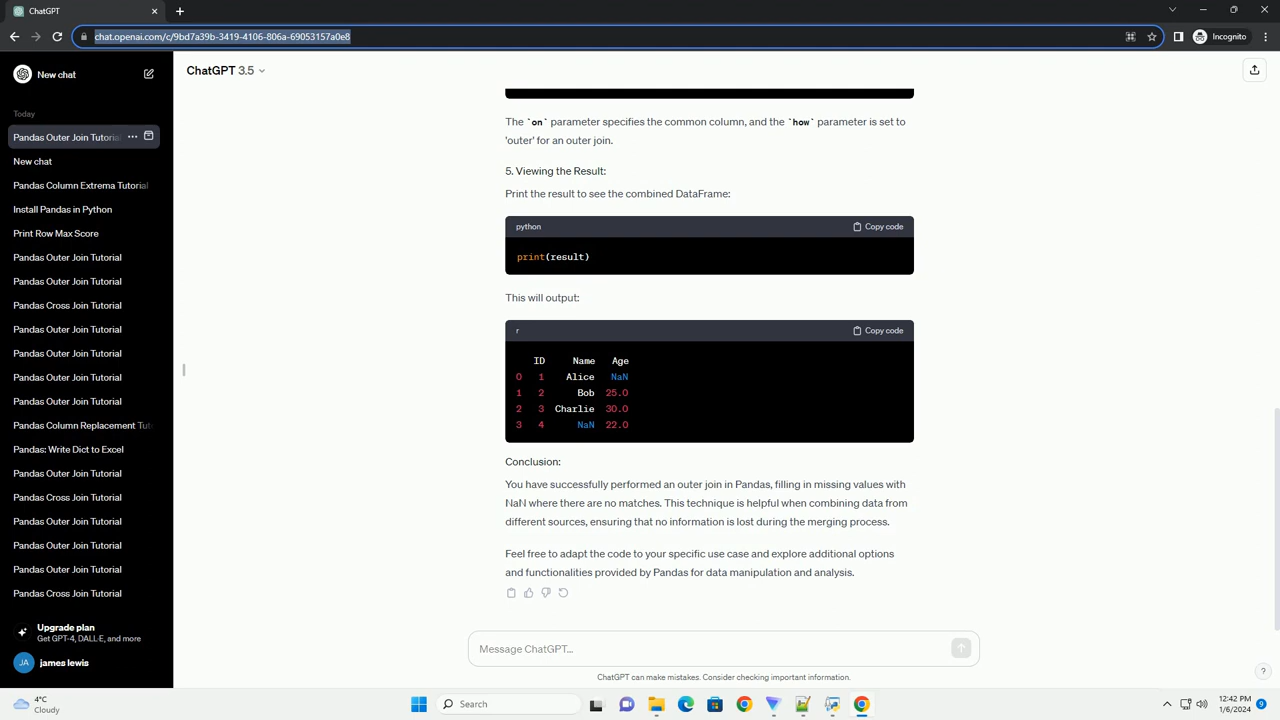 ChatGPT
chat.openai.com/c/9bd7a39b-3419-4106-806a-69053157a0e8
Incognito
New chat
Today
Pandas Outer Join Tutorial
New chat
Pandas Column Extrema Tutorial
Install Pandas in Python
Print Row Max Score
Pandas Outer Join Tutorial
Pandas Outer Join Tutorial
Pandas Cross Join Tutorial
Pandas Outer Join Tutorial
Pandas Outer Join Tutorial
Pandas Outer Join Tutorial
Pandas Outer Join Tutorial
Pandas Column Replacement Tut
Pandas: Write Dict to Excel
Pandas Outer Join Tutorial
Pandas Cross Join Tutorial
Pandas Outer Join Tutorial
Pandas Outer Join Tutorial
Pandas Outer Join Tutorial
Pandas Cross Join Tutorial
Upgrade plan
Get GPT-4, DALL·E, and more
JA james lewis
ChatGPT 3.5
The `on` parameter specifies the common column, and the `how` parameter is set to
'outer' for an outer join.
5. Viewing the Result:
Print the result to see the combined DataFrame:
python Copy code
print(result)
This will output:
r Copy code
ID Name Age
0 1 Alice NaN
1 2 Bob 25.0
2 3 Charlie 30.0
3 4 NaN 22.0
Conclusion:
You have successfully performed an outer join in Pandas, filling in missing values with
NaN where there are no matches. This technique is helpful when combining data from
different sources, ensuring that no information is lost during the merging process.
Feel free to adapt the code to your specific use case and explore additional options
and functionalities provided by Pandas for data manipulation and analysis.
Message ChatGPT...
ChatGPT can make mistakes. Consider checking important information.
?
4°C
Cloudy
Search
12:42 PM
1/6/2024
9